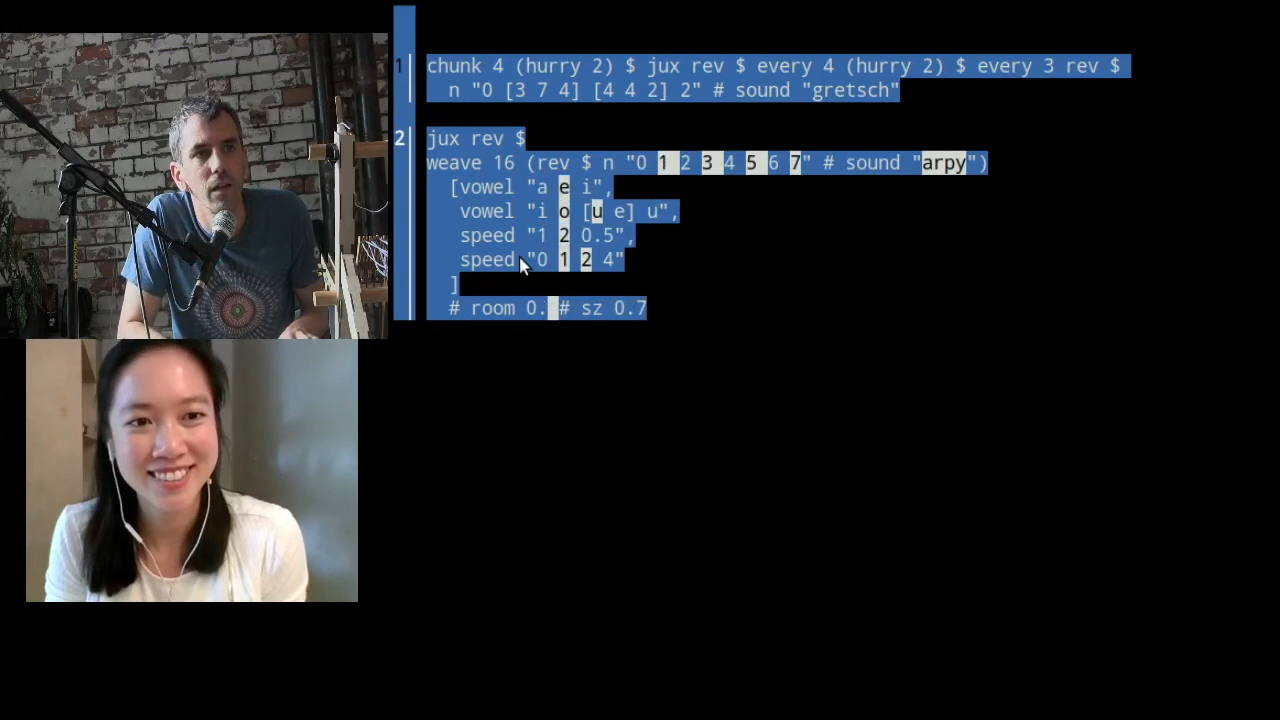 1 chunk 4 (hurry 2) $ jux rev $ every 4 (hurry 2) $ every 3 rev $
n "0 [3 7 4] [4 4 2] 2" # sound "gretsch"
2 jux rev $
weave 16 (rev $ n "0 1 2 3 4 5 6 7" # sound "arpy")
[vowel "a e i",
vowel "i o [u e] u",
speed "1 2 0.5",
speed "0 1 2 4"
]
# room 0. # sz 0.7